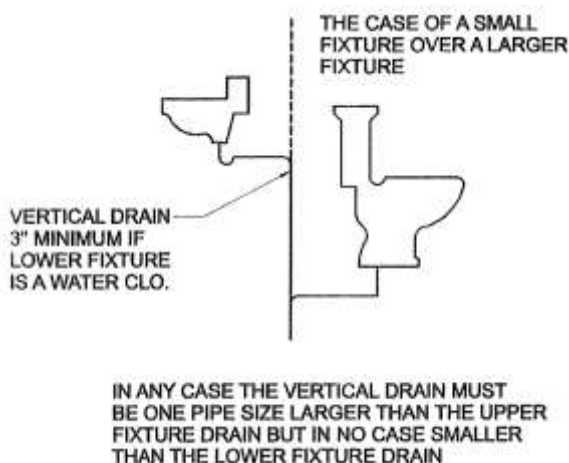 THE CASE OF A SMALL
FIXTURE OVER A LARGER
FIXTURE
VERTICAL DRAIN
3" MINIMUM IF
LOWER FIXTURE
IS A WATER CLO.
IN ANY CASE THE VERTICAL DRAIN MUST
BE ONE PIPE SIZE LARGER THAN THE UPPER
FIXTURE DRAIN BUT IN NO CASE SMALLER
THAN THE LOWER FIXTURE DRAIN